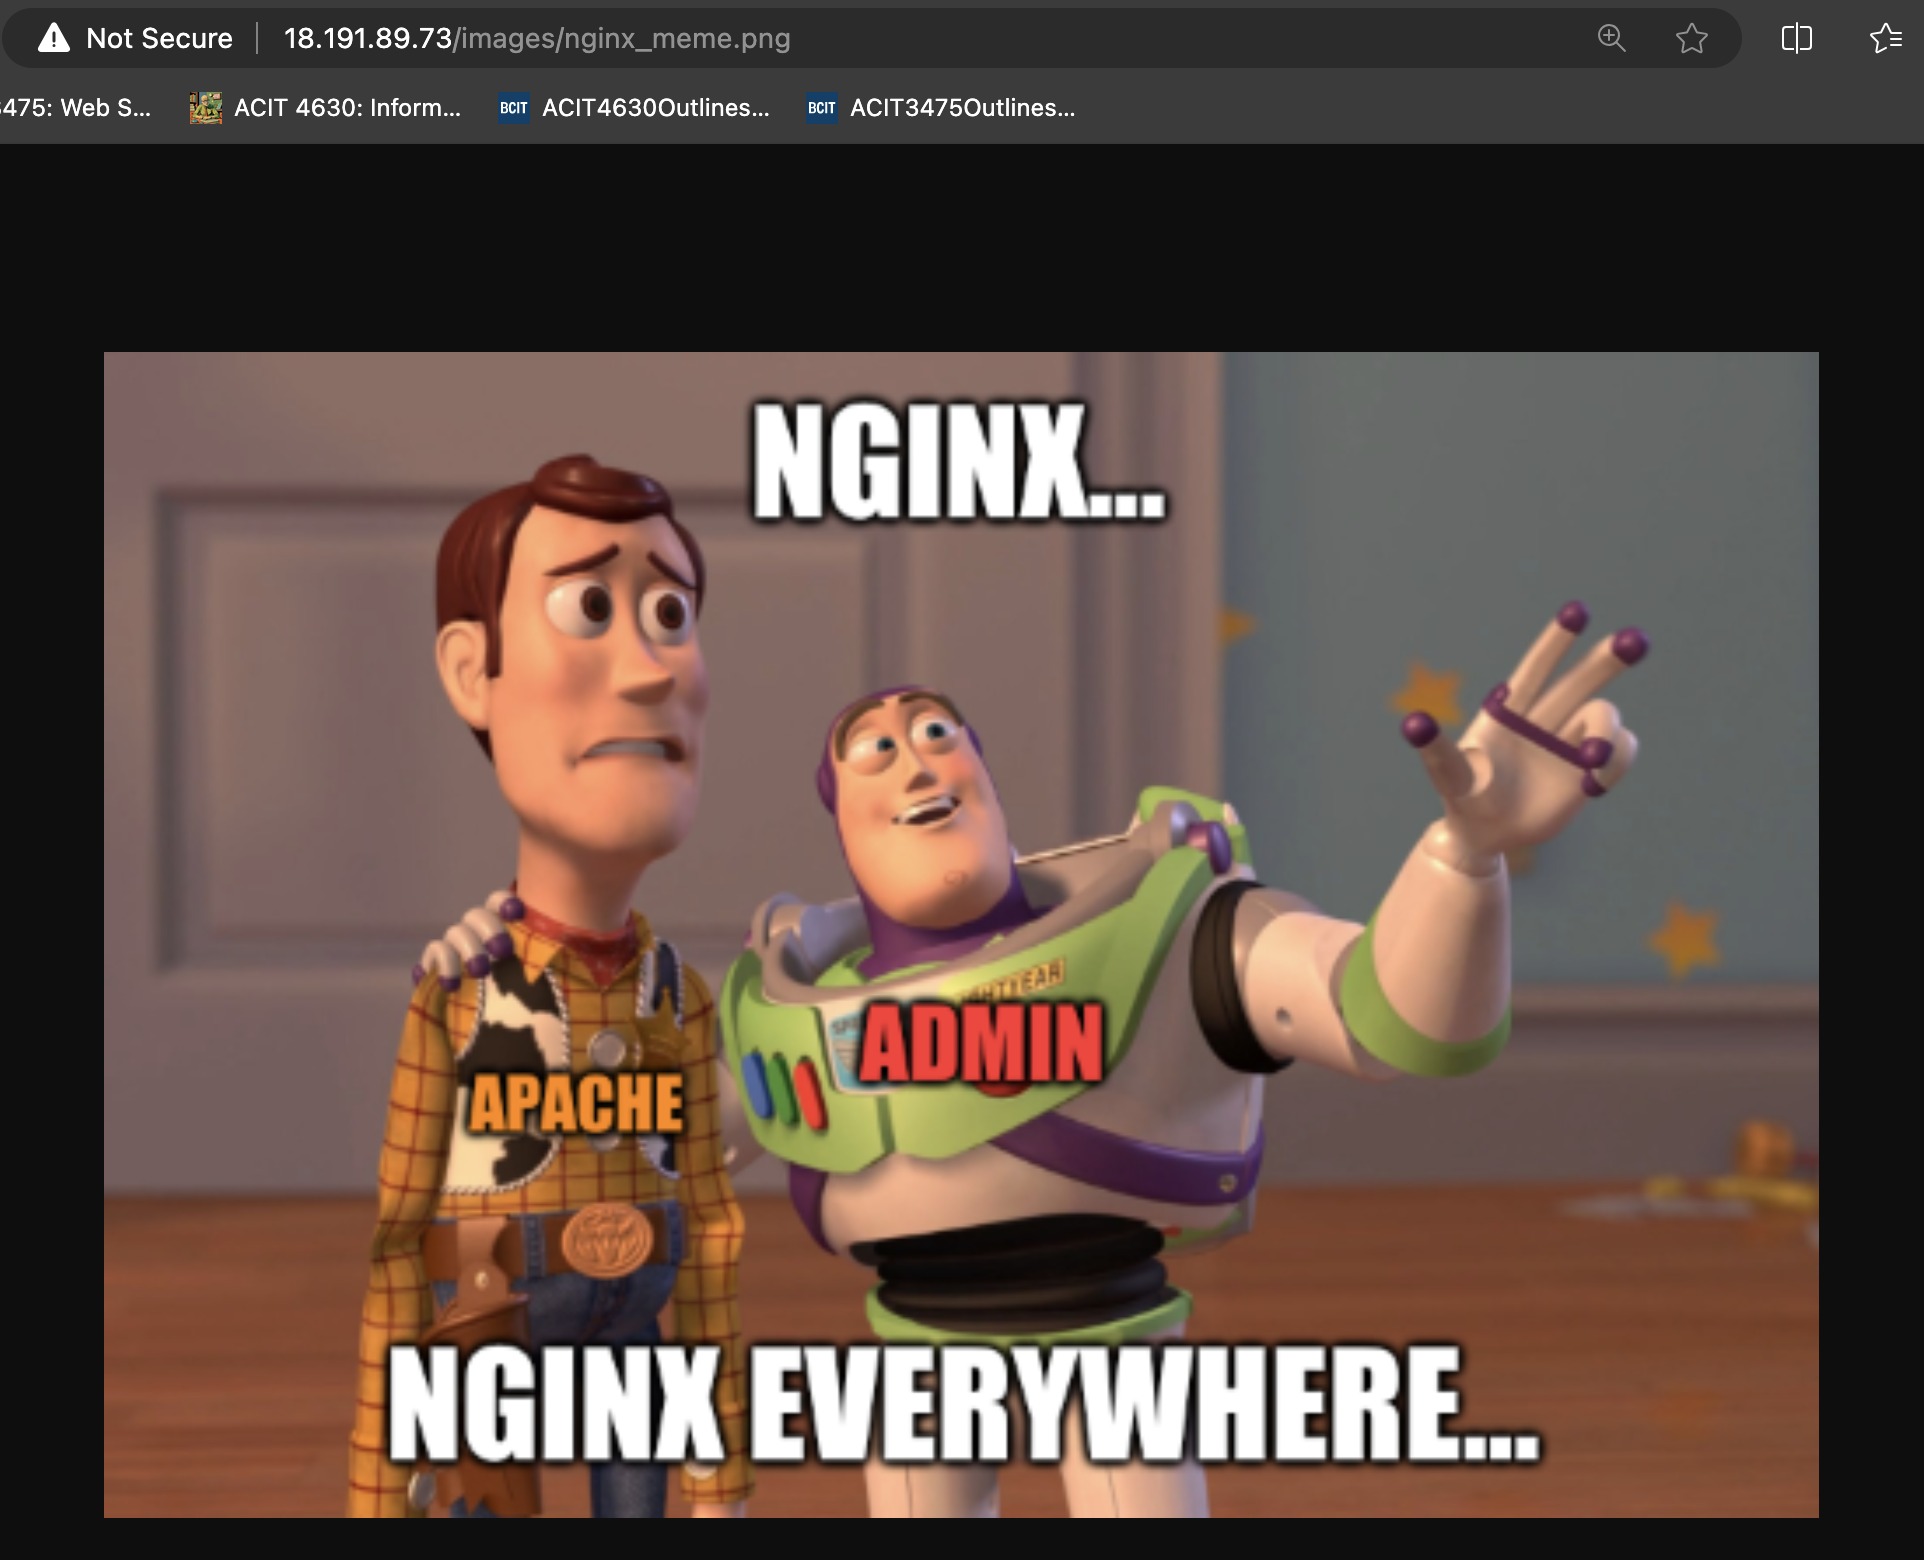 Not Secure 18.191.89.73/images/nginx_meme.png
475: Web S... ACIT 4630: Inform... BCIT ACIT4630Outlines... BCIT ACIT3475Outlines...
NGINX...
ADMIN
APACHE
NGINX EVERYWHERE...